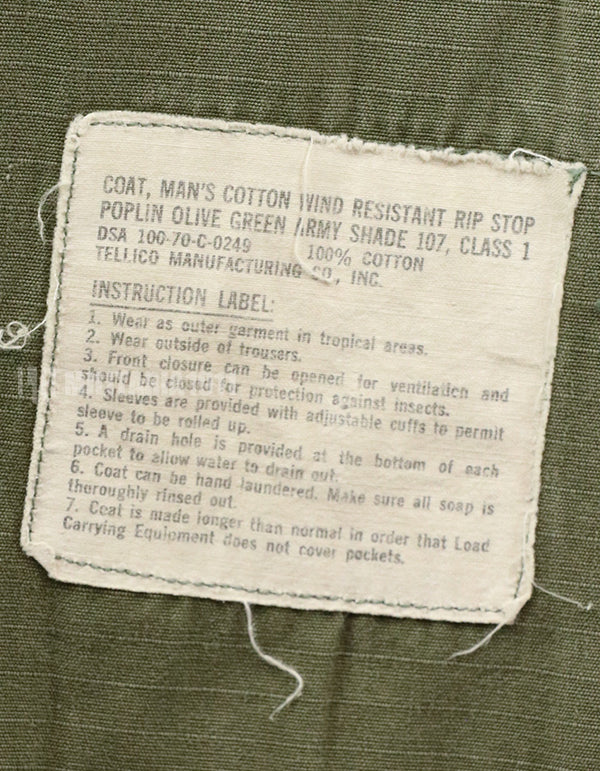 COAT, MAN'S COTTON WIND RESISTANT RIP STOP
POPLIN OLIVE GREEN ARMY SHADE 107, CLASS 1
DSA 100-70-C-0249 100% COTTON
TELLICO MANUFACTURING CO., INC.
INSTRUCTION LABEL:
1. Wear as outer garment in tropical areas.
2. Wear outside of trousers.
3. Front closure can be opened for ventilation and
should be closed for protection against insects.
4. Sleeves are provided with adjustable cuffs to permit
sleeve to be rolled up.
5. A drain hole is provided at the bottom of each
pocket to allow water to drain out.
6. Coat can be hand laundered. Make sure all soap is
thoroughly rinsed out.
7. Coat is made longer than normal in order that Load
Carrying Equipment does not cover pockets.